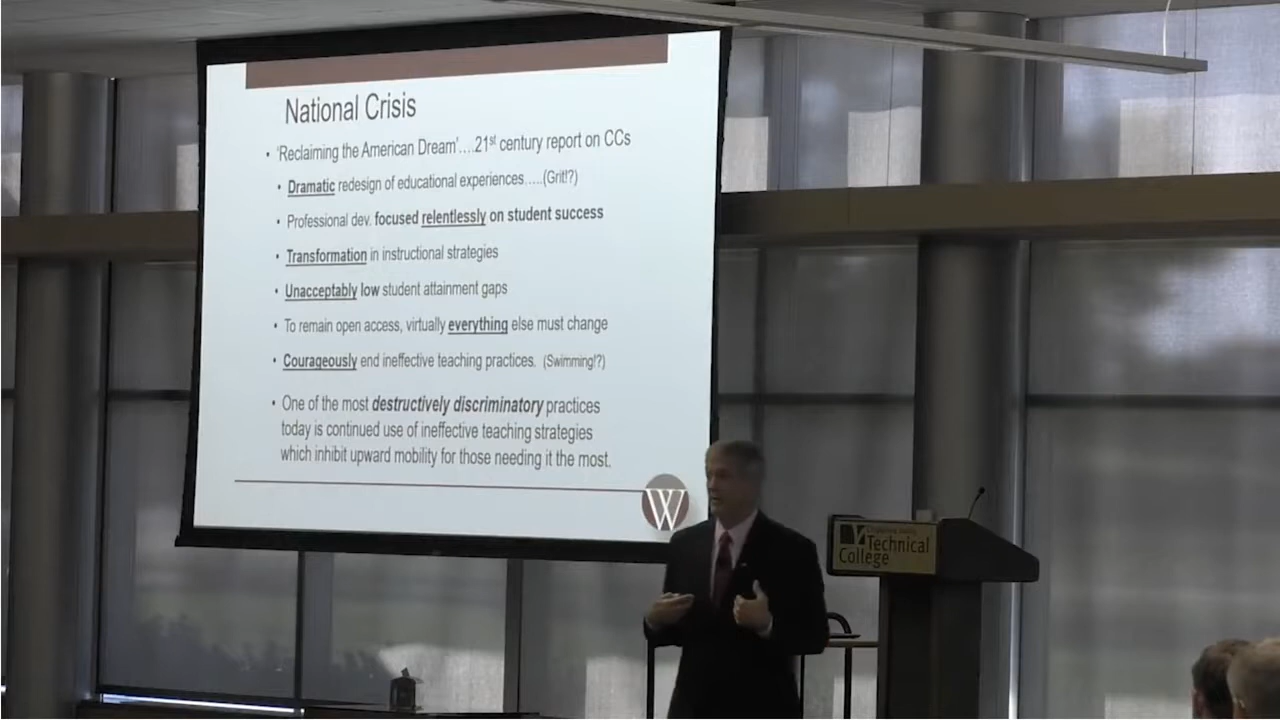 National Crisis
• ‘Reclaiming the American Dream’....21st century report on CCs
• Dramatic redesign of educational experiences.....(Grit!?)
• Professional dev. focused relentlessly on student success
• Transformation in instructional strategies
• Unacceptably low student attainment gaps
• To remain open access, virtually everything else must change
• Courageously end ineffective teaching practices. (Swimming!?)
• One of the most destructively discriminatory practices
today is continued use of ineffective teaching strategies
which inhibit upward mobility for those needing it the most.
W
Technical
College